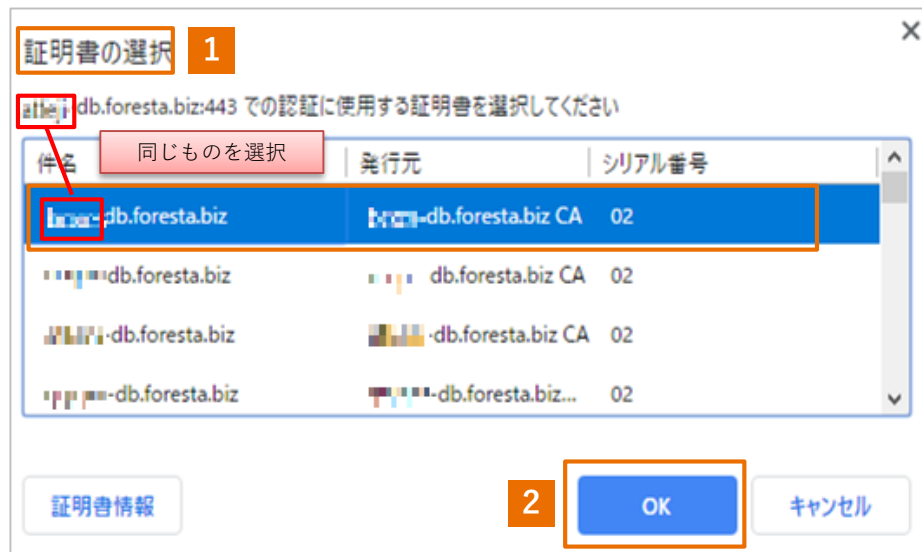 証明書の選択 1
-db.foresta.biz:443 での認証に使用する証明書を選択してください
同じものを選択
件名 発行元 シリアル番号
-db.foresta.biz -db.foresta.biz CA 02
db.foresta.biz db.foresta.biz CA 02
-db.foresta.biz -db.foresta.biz CA 02
-db.foresta.biz -db.foresta.biz... 02
証明書情報 2 OK キャンセル